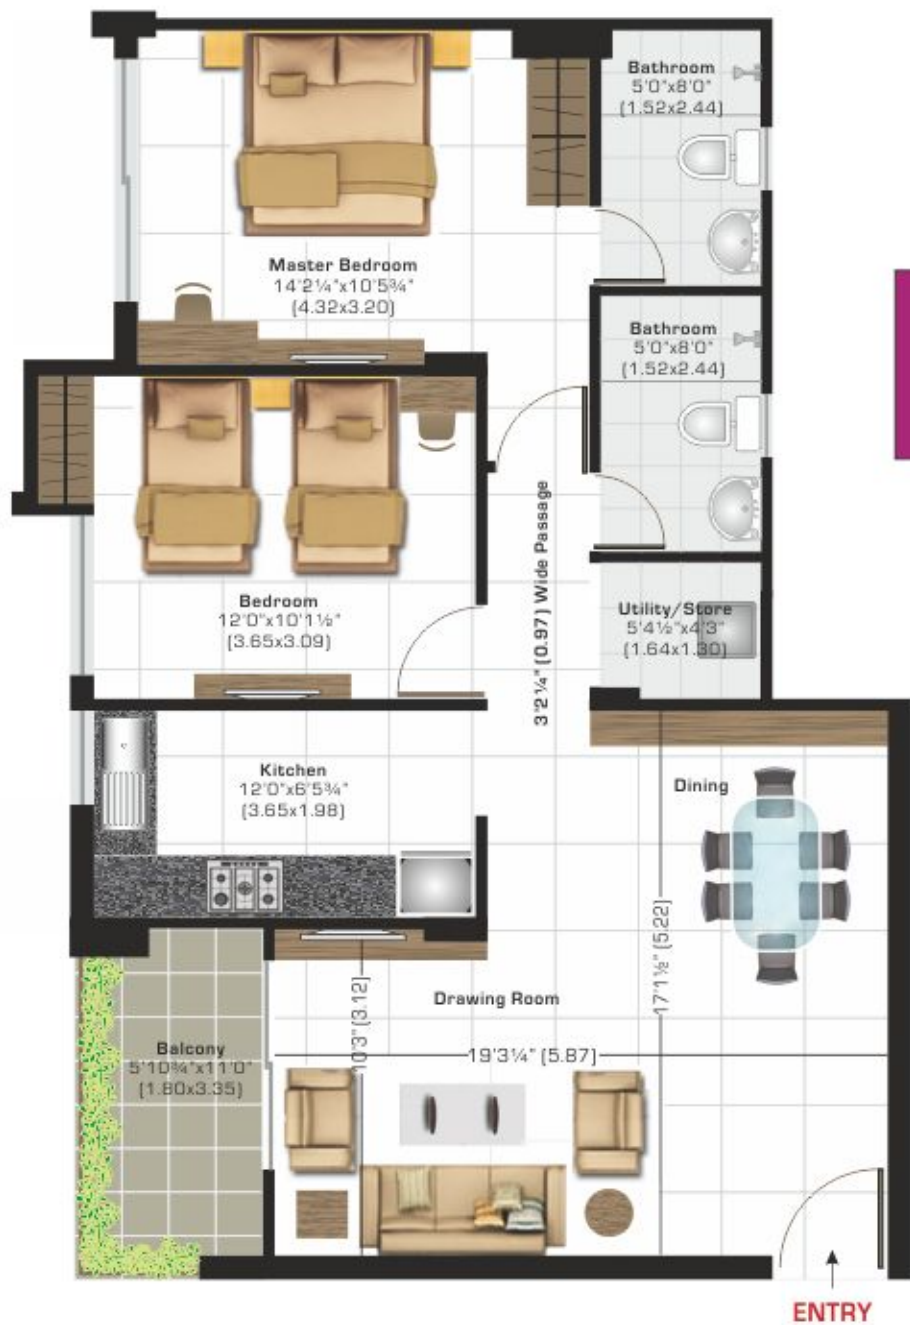 Bathroom
5'0"x8'0"
(1.52x2.44)
Master Bedroom
14'2¼"x10'5¾"
(4.32x3.20)
Bathroom
5'0"x8'0"
(1.52x2.44)
3'2¼" (0.97) Wide Passage
Bedroom
12'0"x10'1½"
(3.65x3.09)
Utility/Store
5'4½"x4'3"
(1.64x1.30)
Kitchen
12'0"x6'5¾"
(3.65x1.98)
Dining
17'1½" (5.22)
10'3" (3.12)
Drawing Room
19'3¼" (5.87)
Balcony
5'10¾"x11'0"
(1.80x3.35)
ENTRY